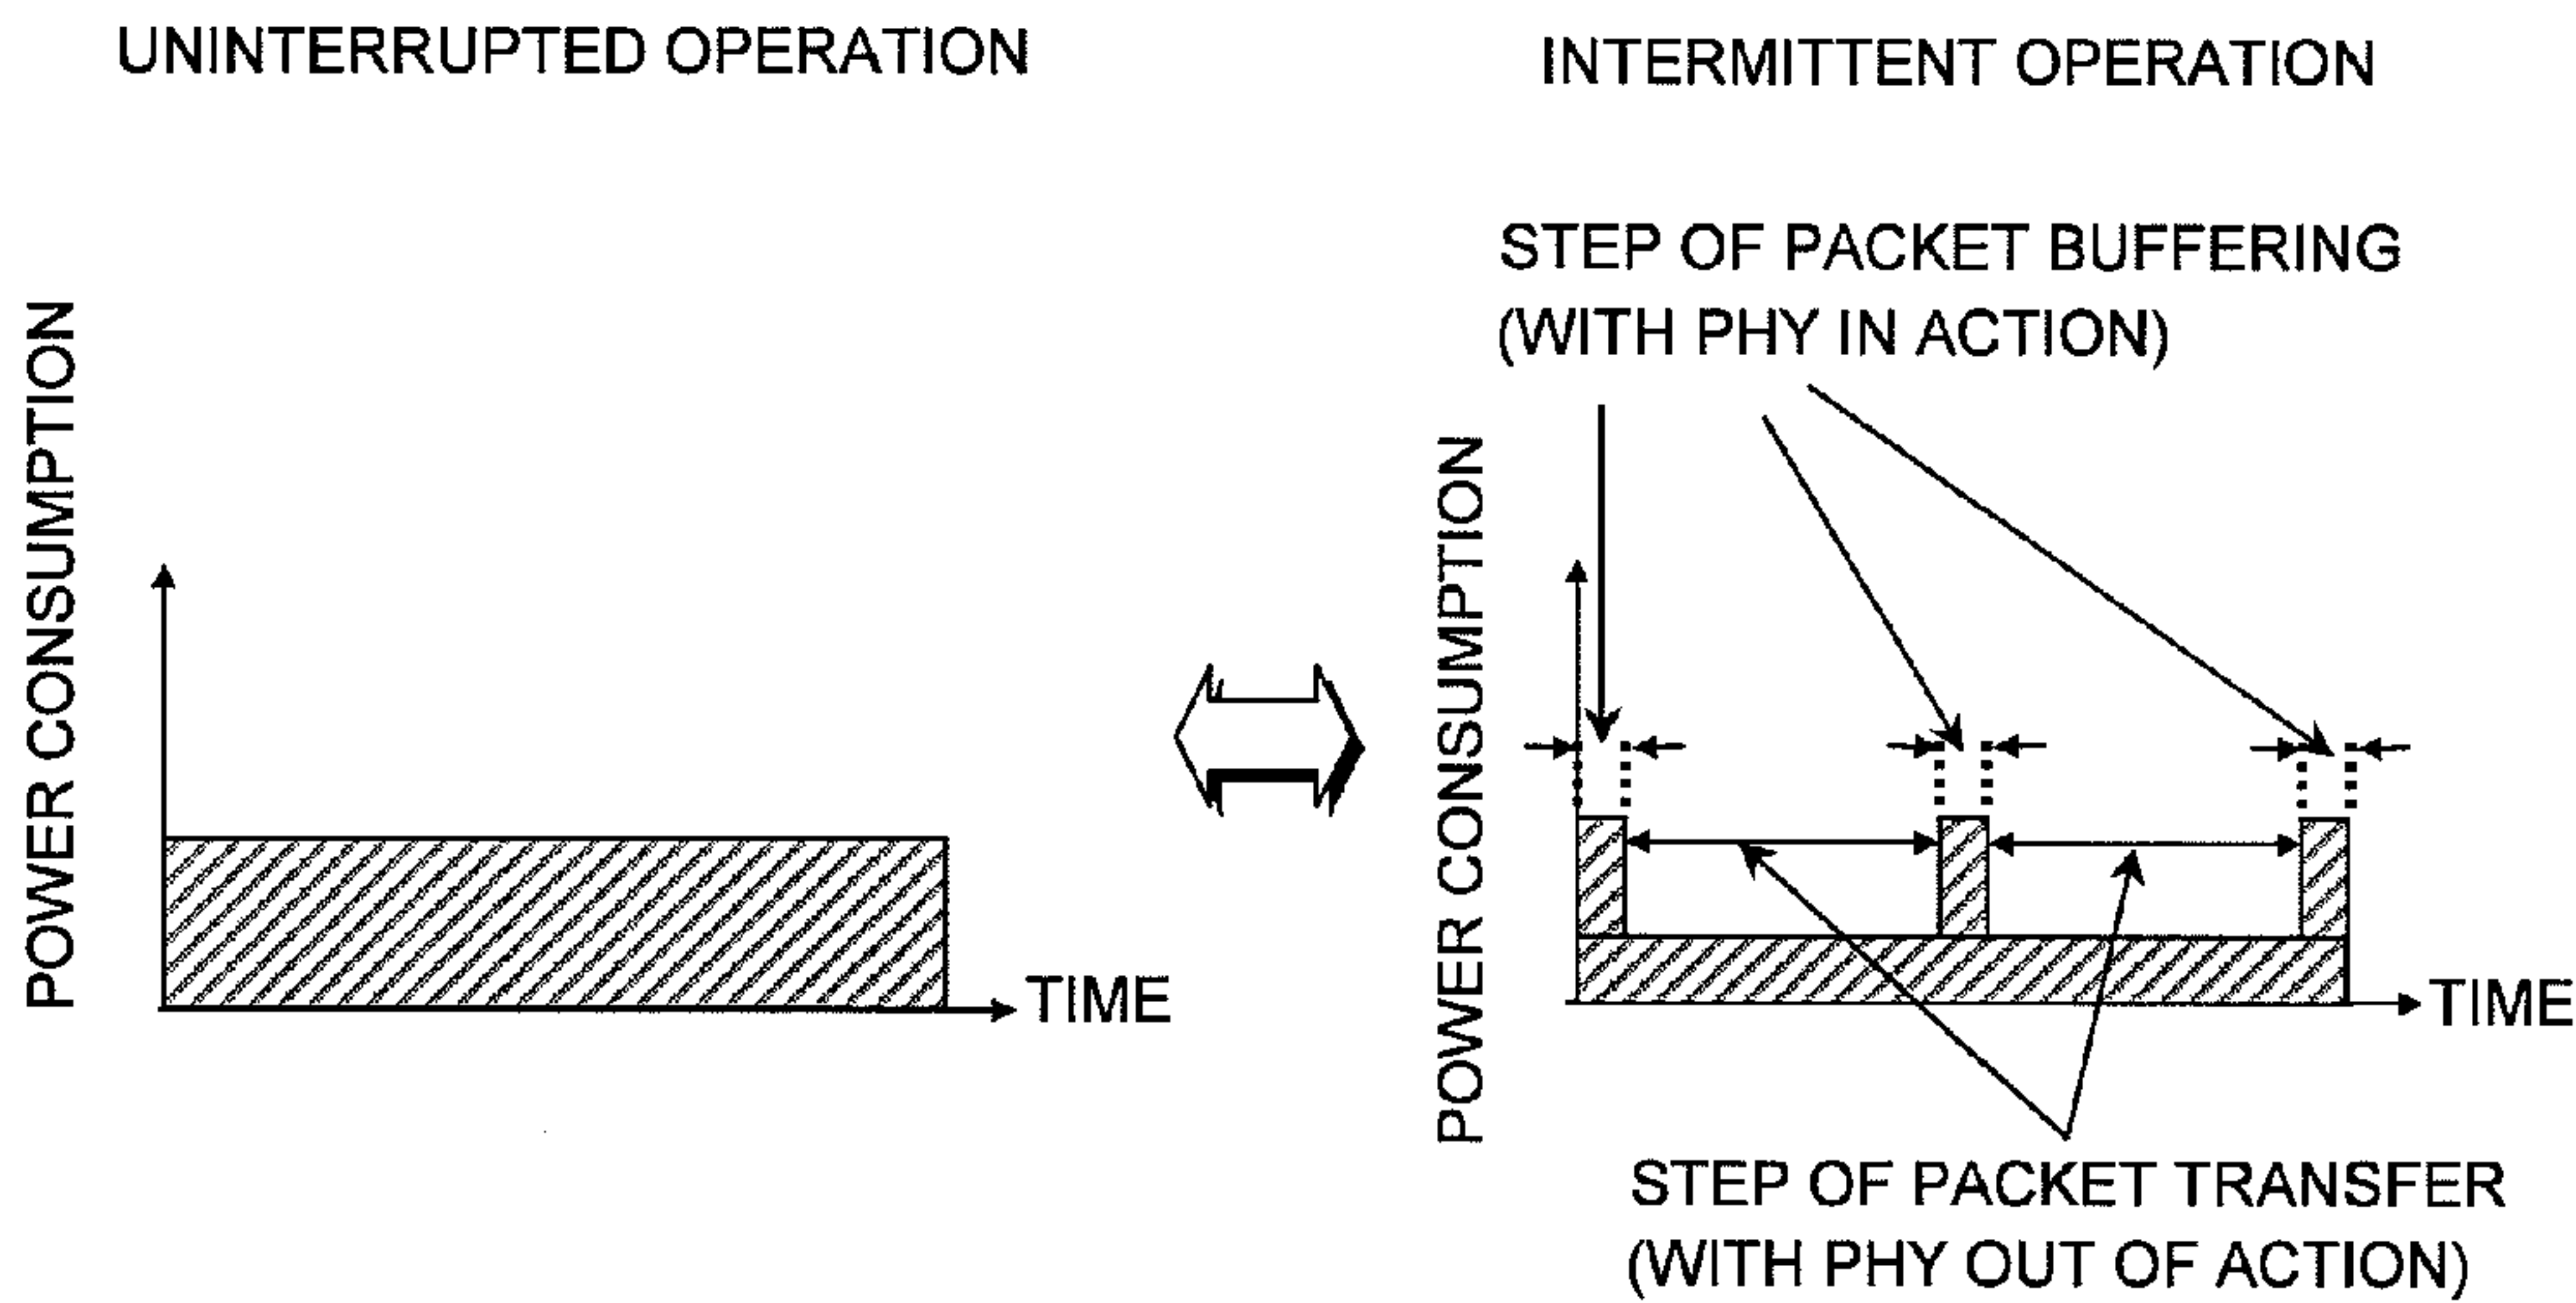 UNINTERRUPTED OPERATION
POWER CONSUMPTION
TIME
INTERMITTENT OPERATION
STEP OF PACKET BUFFERING
(WITH PHY IN ACTION)
POWER CONSUMPTION
TIME
STEP OF PACKET TRANSFER
(WITH PHY OUT OF ACTION)